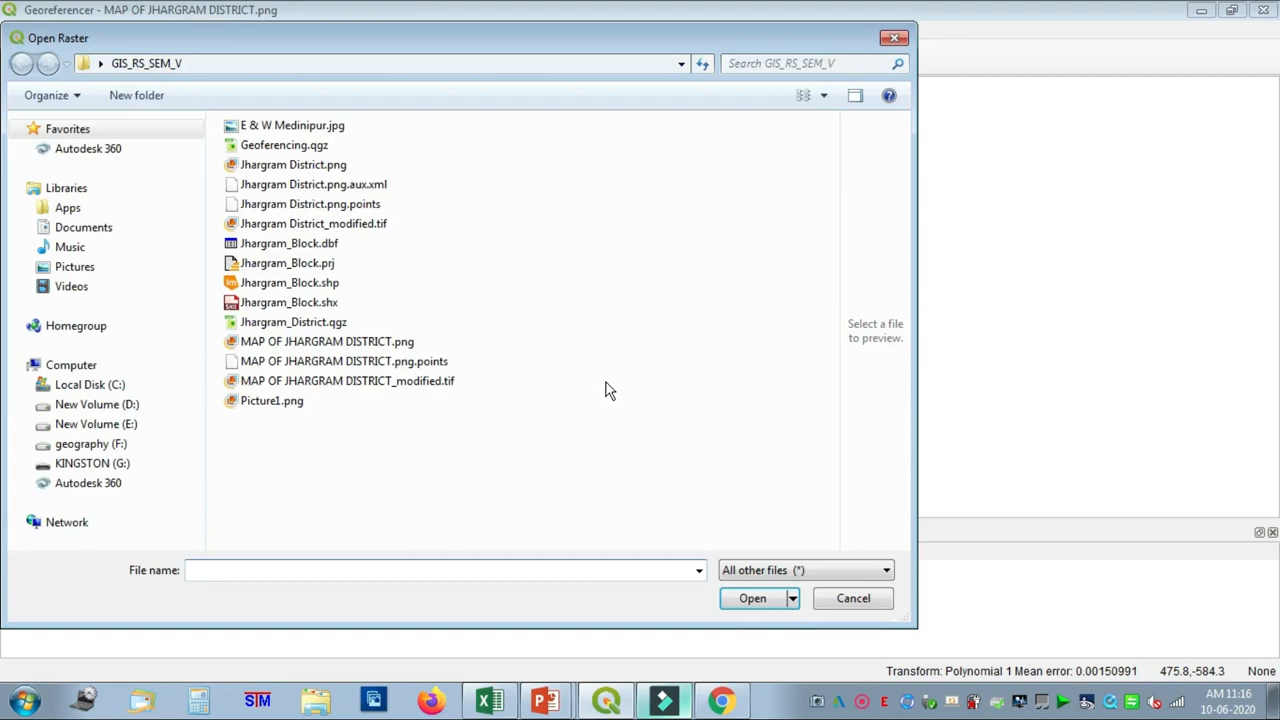 Georeferencer - MAP OF JHARGRAM DISTRICT.png
Open Raster
GIS_RS_SEM_V
Search GIS_RS_SEM_V
Organize
New folder
Favorites
Autodesk 360
Libraries
Apps
Documents
Music
Pictures
Videos
Homegroup
Computer
Local Disk (C:)
New Volume (D:)
New Volume (E:)
geography (F:)
KINGSTON (G:)
Autodesk 360
Network
E & W Medinipur.jpg
Geoferencing.qgz
Jhargram District.png
Jhargram District.png.aux.xml
Jhargram District.png.points
Jhargram District_modified.tif
Jhargram_Block.dbf
Jhargram_Block.prj
Jhargram_Block.shp
Jhargram_Block.shx
Jhargram_District.qgz
MAP OF JHARGRAM DISTRICT.png
MAP OF JHARGRAM DISTRICT.png.points
MAP OF JHARGRAM DISTRICT_modified.tif
Picture1.png
Select a file
to preview.
File name:
All other files (*)
Open
Cancel
Transform: Polynomial 1 Mean error: 0.00150991
475.8,-584.3
None
STM
AM 11:16
10-06-2020